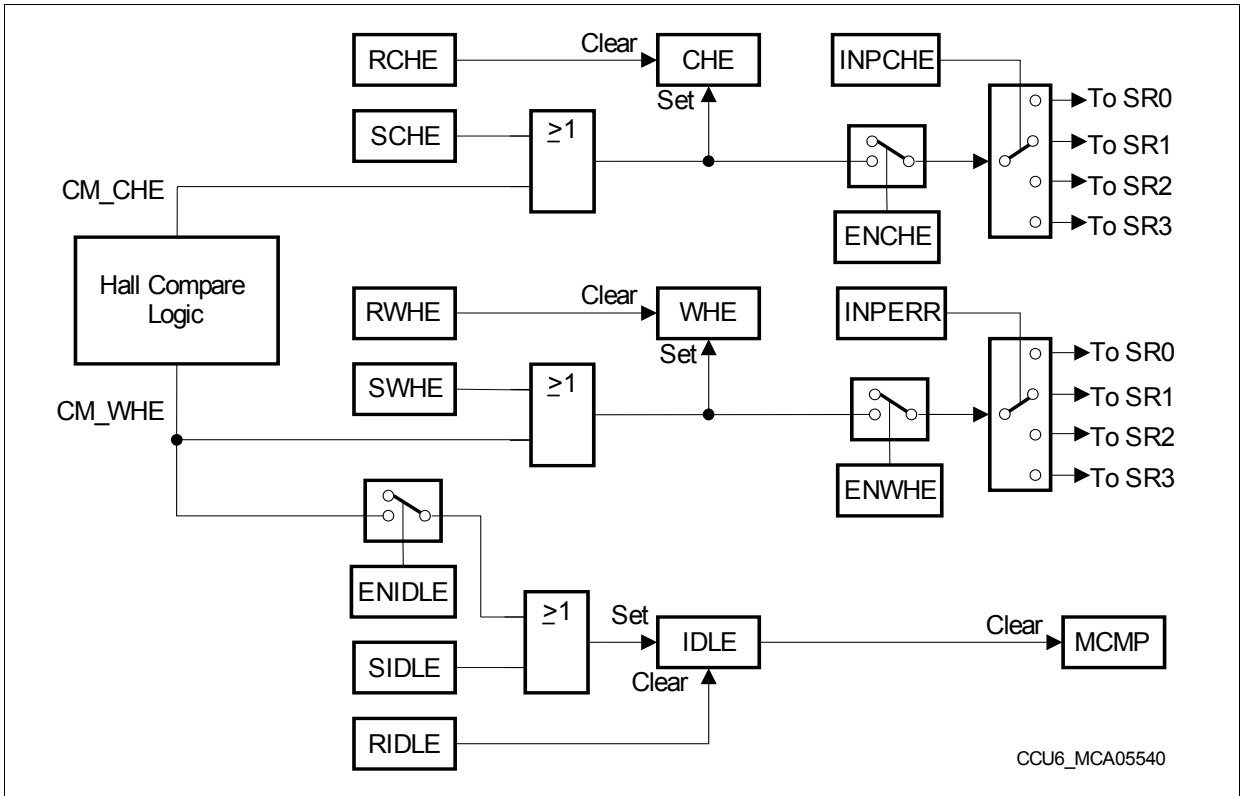 RCHE
Clear
CHE
INPCHE
Set
To SR0
SCHE
≥1
To SR1
CM_CHE
To SR2
To SR3
ENCHE
Hall Compare
Logic
RWHE
Clear
WHE
INPERR
Set
To SR0
SWHE
≥1
To SR1
CM_WHE
To SR2
To SR3
ENWHE
ENIDLE
≥1
Set
IDLE
Clear
MCMP
SIDLE
Clear
RIDLE
CCU6_MCA05540